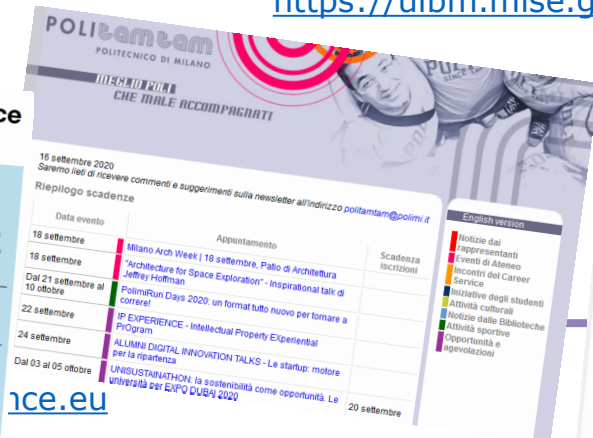 https://uibm.mise.g
POLItamtam
POLITECNICO DI MILANO
MEGLIO POLI
CHE MALE ACCOMPAGNATI
ce
16 settembre 2020
Saremo lieti di ricevere commenti e suggerimenti sulla newsletter all'indirizzo politamtam@polimi.it
Riepilogo scadenze
Data evento Appuntamento Scadenza iscrizioni
18 settembre Milano Arch Week | 18 settembre, Patio di Architettura
18 settembre "Architecture for Space Exploration" - Inspirational talk di Jeffrey Hoffman
Dal 21 settembre al 10 ottobre PolimiRun Days 2020: un format tutto nuovo per tornare a correre!
22 settembre IP EXPERIENCE - Intellectual Property EXperiential PrOgram
24 settembre ALUMNI DIGITAL INNOVATION TALKS - Le startup: motore per la ripartenza
Dal 03 al 05 ottobre UNISUSTAINATHON: la sostenibilità come opportunità. Le università per EXPO DUBAI 2020 20 settembre
English version
Notizie dai rappresentanti
Eventi di Ateneo
Incontri del Career Service
Iniziative degli studenti
Attività culturali
Notizie dalle Biblioteche
Attività sportive
Opportunità e agevolazioni
nce.eu